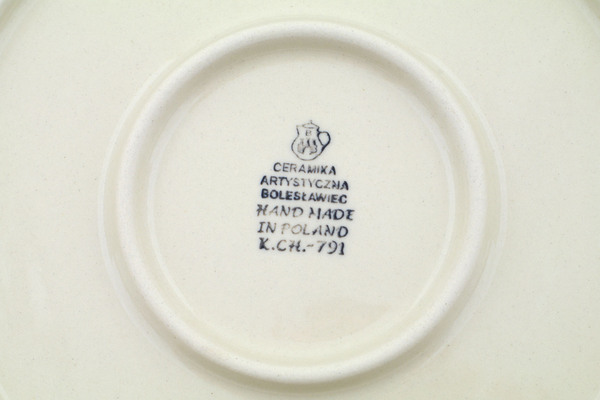 CERAMIKA
ARTYSTYCZNA
BOLESŁAWIEC
HAND MADE
IN POLAND
K.CH.-791